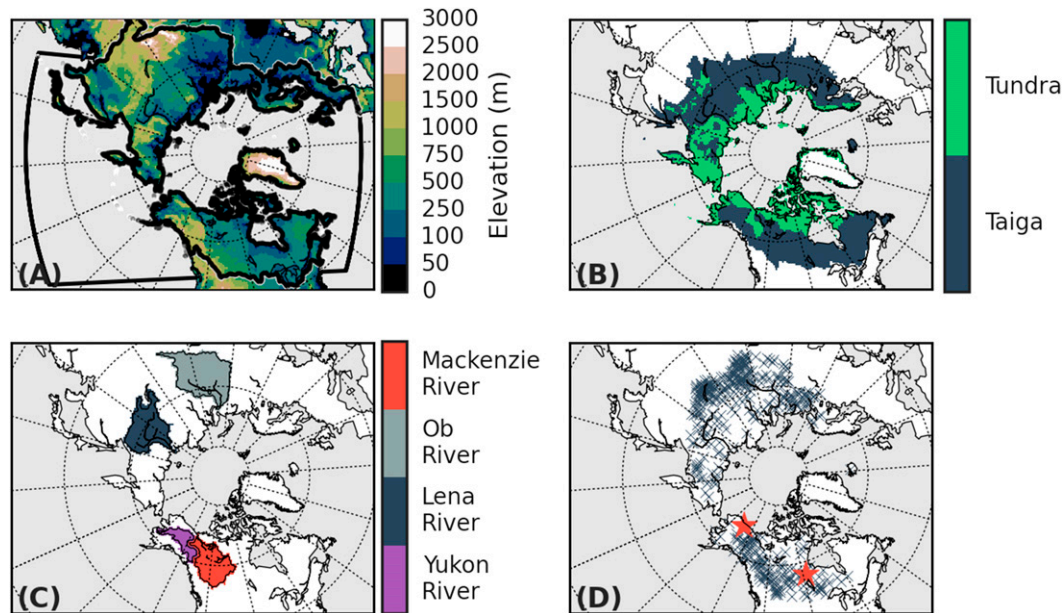 3000
2500
2000
1500
1000
750
500
250
100
50
0
Elevation (m)
(A)
Tundra
Taiga
(B)
Mackenzie
River
Ob
River
Lena
River
Yukon
River
(C)
(D)